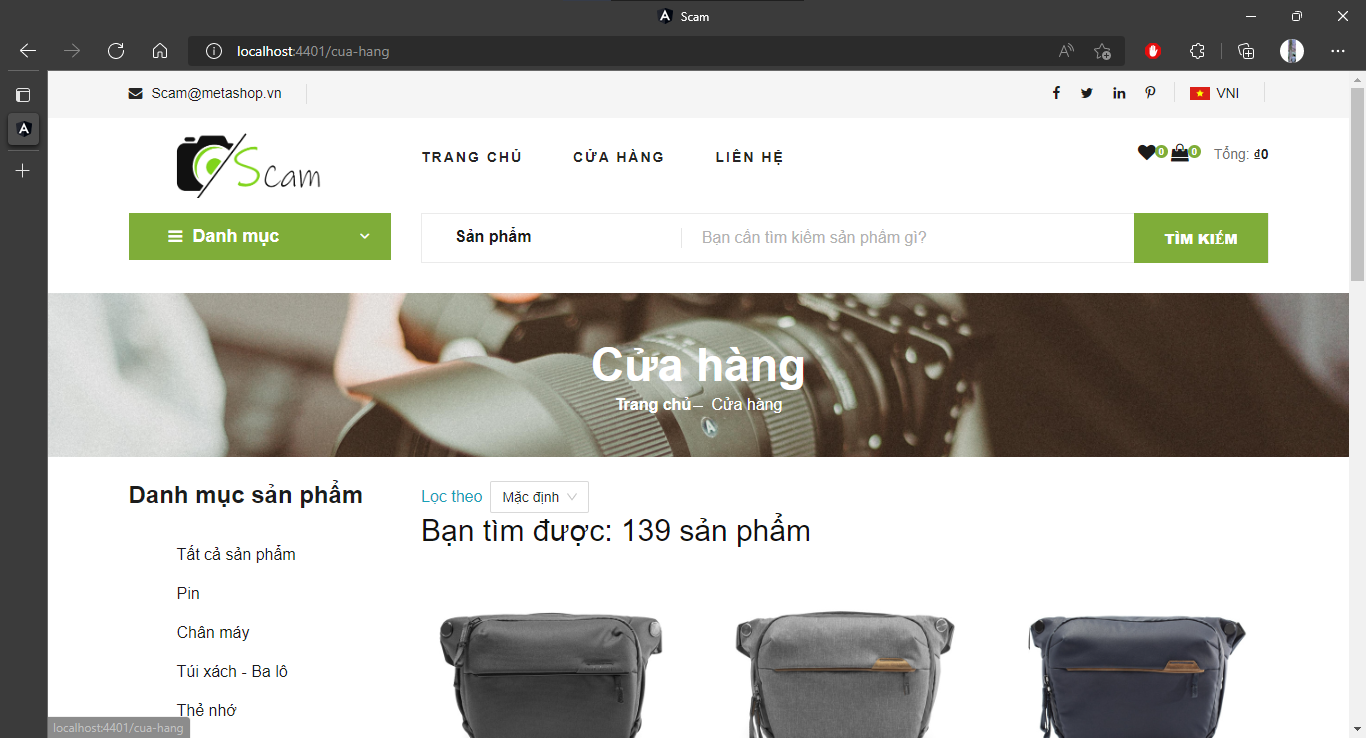 Scam
localhost:4401/cua-hang
Scam@metashop.vn
VNI
Scam
TRANG CHỦ
CỬA HÀNG
LIÊN HỆ
0
0
Tổng: ₫0
Danh mục
Sản phẩm
Bạn cần tìm kiếm sản phẩm gì?
TÌM KIẾM
Cửa hàng
Trang chủ– Cửa hàng
Danh mục sản phẩm
Tất cả sản phẩm
Pin
Chân máy
Túi xách - Ba lô
Thẻ nhớ
Lọc theo Mặc định
Bạn tìm được: 139 sản phẩm
localhost:4401/cua-hang